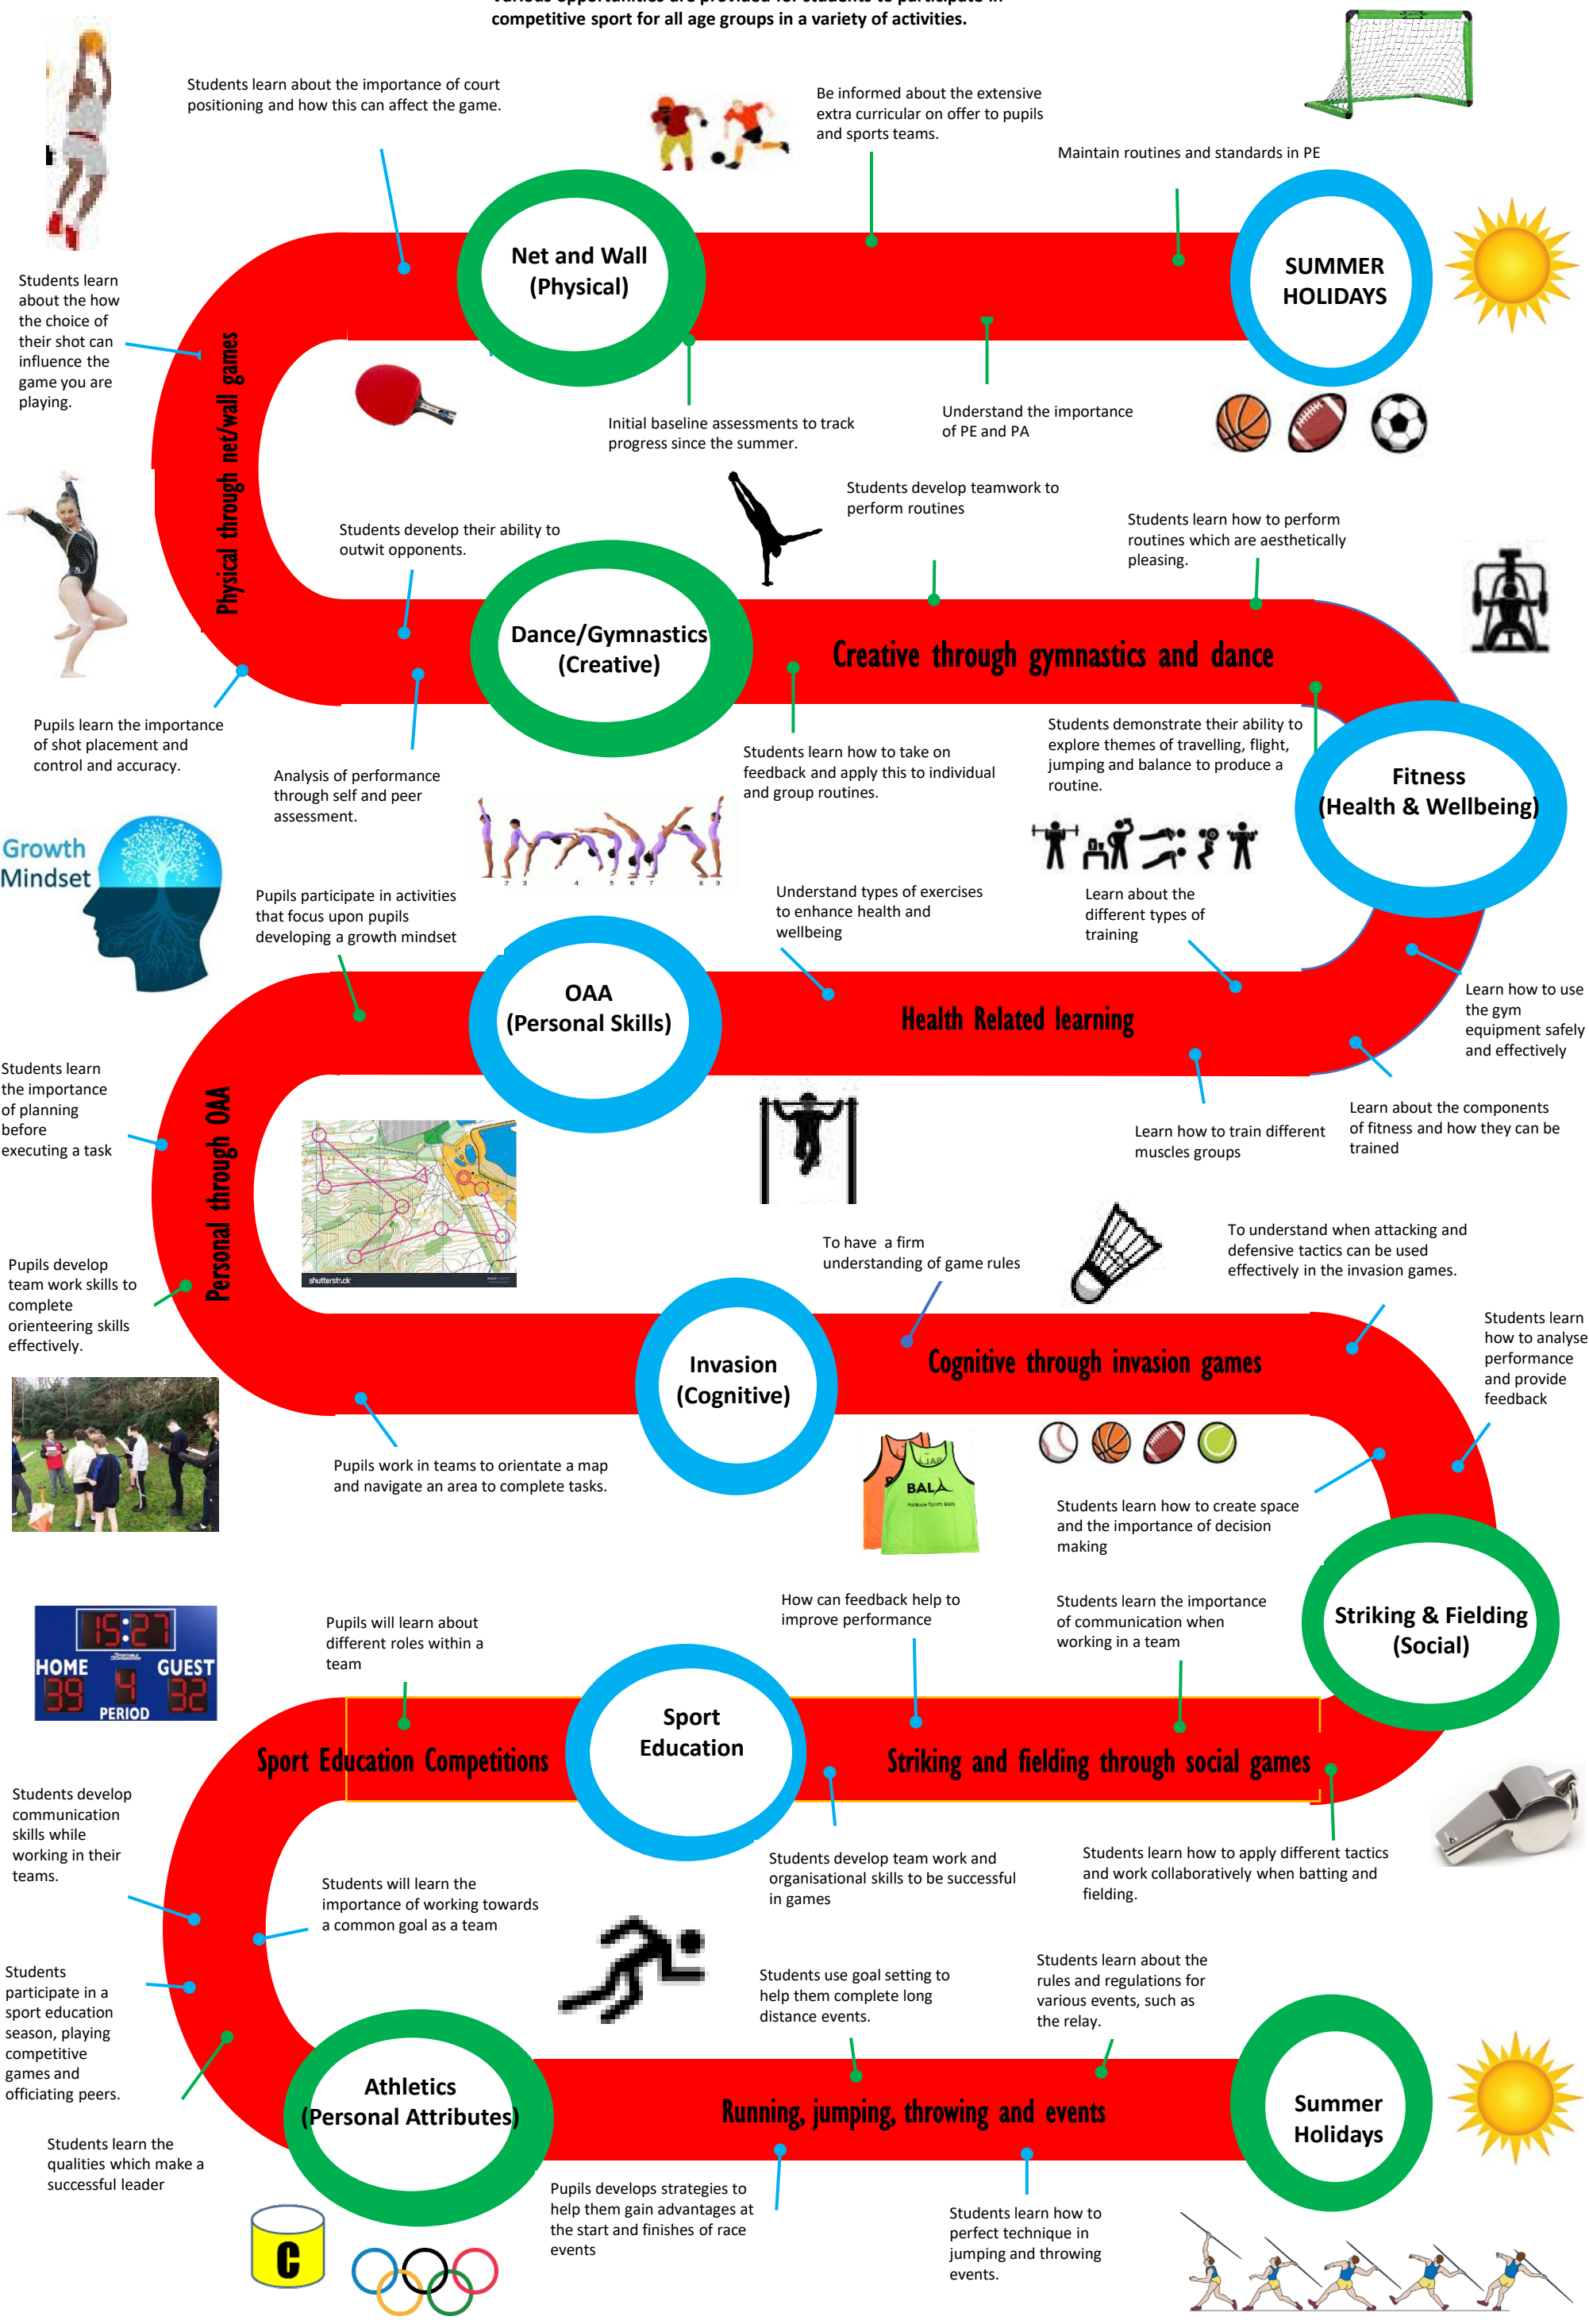 Various opportunities are provided for students to participate in
competitive sport for all age groups in a variety of activities.
Students learn about the importance of court
positioning and how this can affect the game.
Be informed about the extensive
extra curricular on offer to pupils
and sports teams.
Maintain routines and standards in PE
Net and Wall
(Physical)
SUMMER
HOLIDAYS
Students learn
about the how
the choice of
their shot can
influence the
game you are
playing.
Physical through net/wall games
Initial baseline assessments to track
progress since the summer.
Understand the importance
of PE and PA
Students develop teamwork to
perform routines
Students learn how to perform
routines which are aesthetically
pleasing.
Students develop their ability to
outwit opponents.
Dance/Gymnastics
(Creative)
Creative through gymnastics and dance
Pupils learn the importance
of shot placement and
control and accuracy.
Analysis of performance
through self and peer
assessment.
Students learn how to take on
feedback and apply this to individual
and group routines.
Students demonstrate their ability to
explore themes of travelling, flight,
jumping and balance to produce a
routine.
Fitness
(Health & Wellbeing)
Growth
Mindset
2 3 4 5 6 7 8 9
Pupils participate in activities
that focus upon pupils
developing a growth mindset
Understand types of exercises
to enhance health and
wellbeing
Learn about the
different types of
training
OAA
(Personal Skills)
Health Related learning
Learn how to use
the gym
equipment safely
and effectively
Students learn
the importance
of planning
before
executing a task
Personal through OAA
Learn how to train different
muscles groups
Learn about the components
of fitness and how they can be
trained
shutterstock
To have a firm
understanding of game rules
To understand when attacking and
defensive tactics can be used
effectively in the invasion games.
Pupils develop
team work skills to
complete
orienteering skills
effectively.
Invasion
(Cognitive)
Cognitive through invasion games
Students learn
how to analyse
performance
and provide
feedback
Pupils work in teams to orientate a map
and navigate an area to complete tasks.
BALA
Students learn how to create space
and the importance of decision
making
Striking & Fielding
(Social)
15:27
HOME
GUEST
39 4 32
PERIOD
Pupils will learn about
different roles within a
team
How can feedback help to
improve performance
Students learn the importance
of communication when
working in a team
Sport
Education
Sport Education Competitions
Striking and fielding through social games
Students develop
communication
skills while
working in their
teams.
Students will learn the
importance of working towards
a common goal as a team
Students develop team work and
organisational skills to be successful
in games
Students learn how to apply different tactics
and work collaboratively when batting and
fielding.
Students
participate in a
sport education
season, playing
competitive
games and
officiating peers.
Students use goal setting to
help them complete long
distance events.
Students learn about the
rules and regulations for
various events, such as
the relay.
Athletics
(Personal Attributes)
Running, jumping, throwing and events
Summer
Holidays
Students learn the
qualities which make a
successful leader
Pupils develops strategies to
help them gain advantages at
the start and finishes of race
events
Students learn how to
perfect technique in
jumping and throwing
events.
C